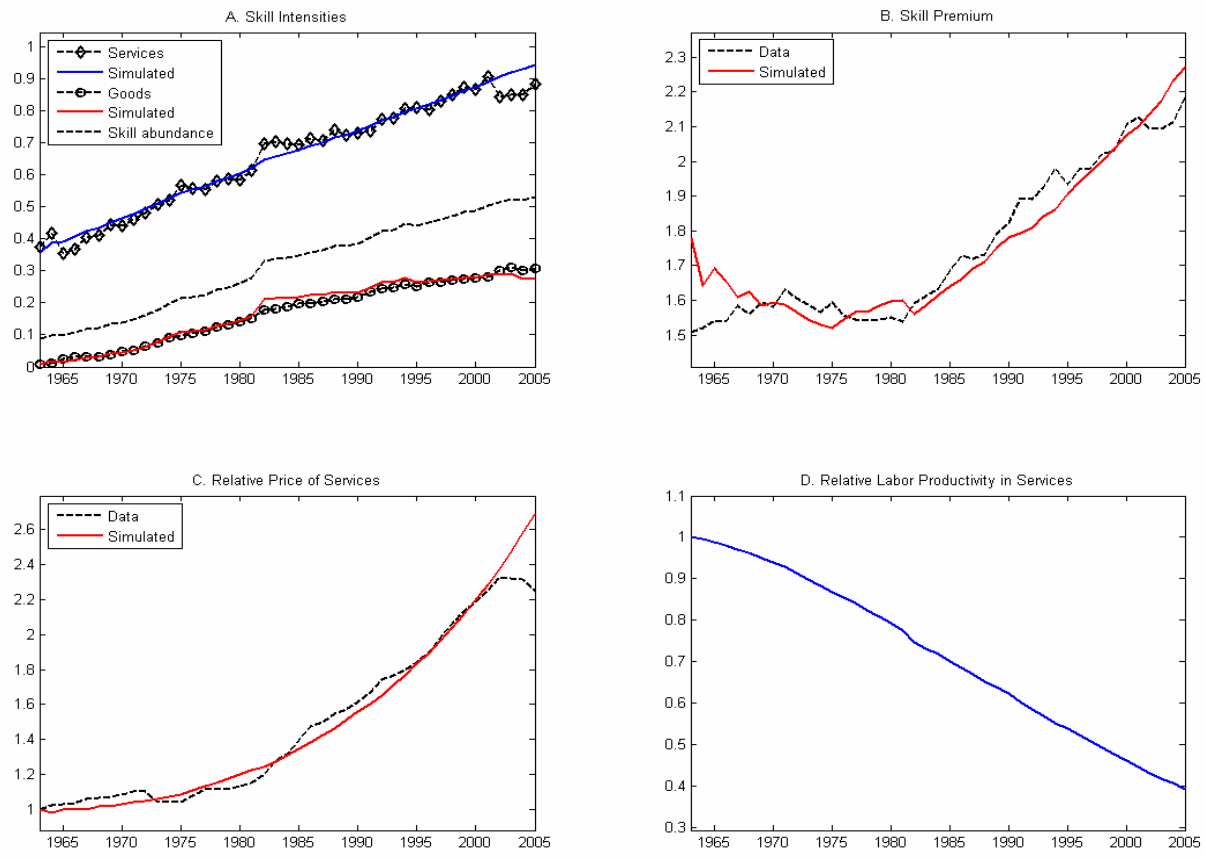 A. Skill Intensities
1
0.9
0.8
0.7
0.6
0.5
0.4
0.3
0.2
0.1
0
Services
Simulated
Goods
Simulated
Skill abundance
1965 1970 1975 1980 1985 1990 1995 2000 2005
B. Skill Premium
2.3
2.2
2.1
2
1.9
1.8
1.7
1.6
1.5
Data
Simulated
1965 1970 1975 1980 1985 1990 1995 2000 2005
C. Relative Price of Services
2.6
2.4
2.2
2
1.8
1.6
1.4
1.2
1
Data
Simulated
1965 1970 1975 1980 1985 1990 1995 2000 2005
D. Relative Labor Productivity in Services
1.1
1
0.9
0.8
0.7
0.6
0.5
0.4
0.3
1965 1970 1975 1980 1985 1990 1995 2000 2005